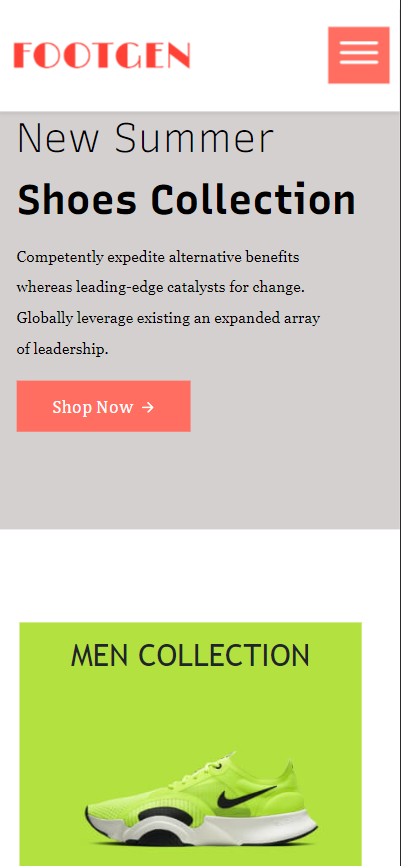 FOOTGEN
New Summer
Shoes Collection
Competently expedite alternative benefits
whereas leading-edge catalysts for change.
Globally leverage existing an expanded array
of leadership.
Shop Now →
MEN COLLECTION